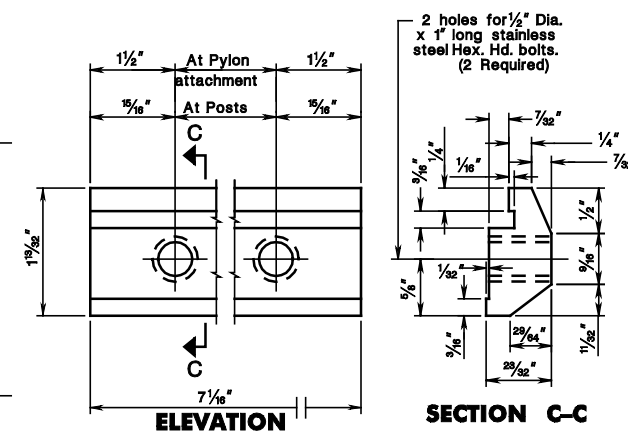 2 holes for ½" Dia.
x 1" long stainless
steel Hex. Hd. bolts.
(2 Required)
1½"
At Pylon
attachment
1½"
15/16"
At Posts
15/16"
C
7/32"
1/4"
1/16"
3/16"
1/4"
1 13/32"
1/2"
9/16"
11/32"
1/32"
5/8"
3/16"
29/64"
23/32"
C
7 1/16"
ELEVATION
SECTION C–C